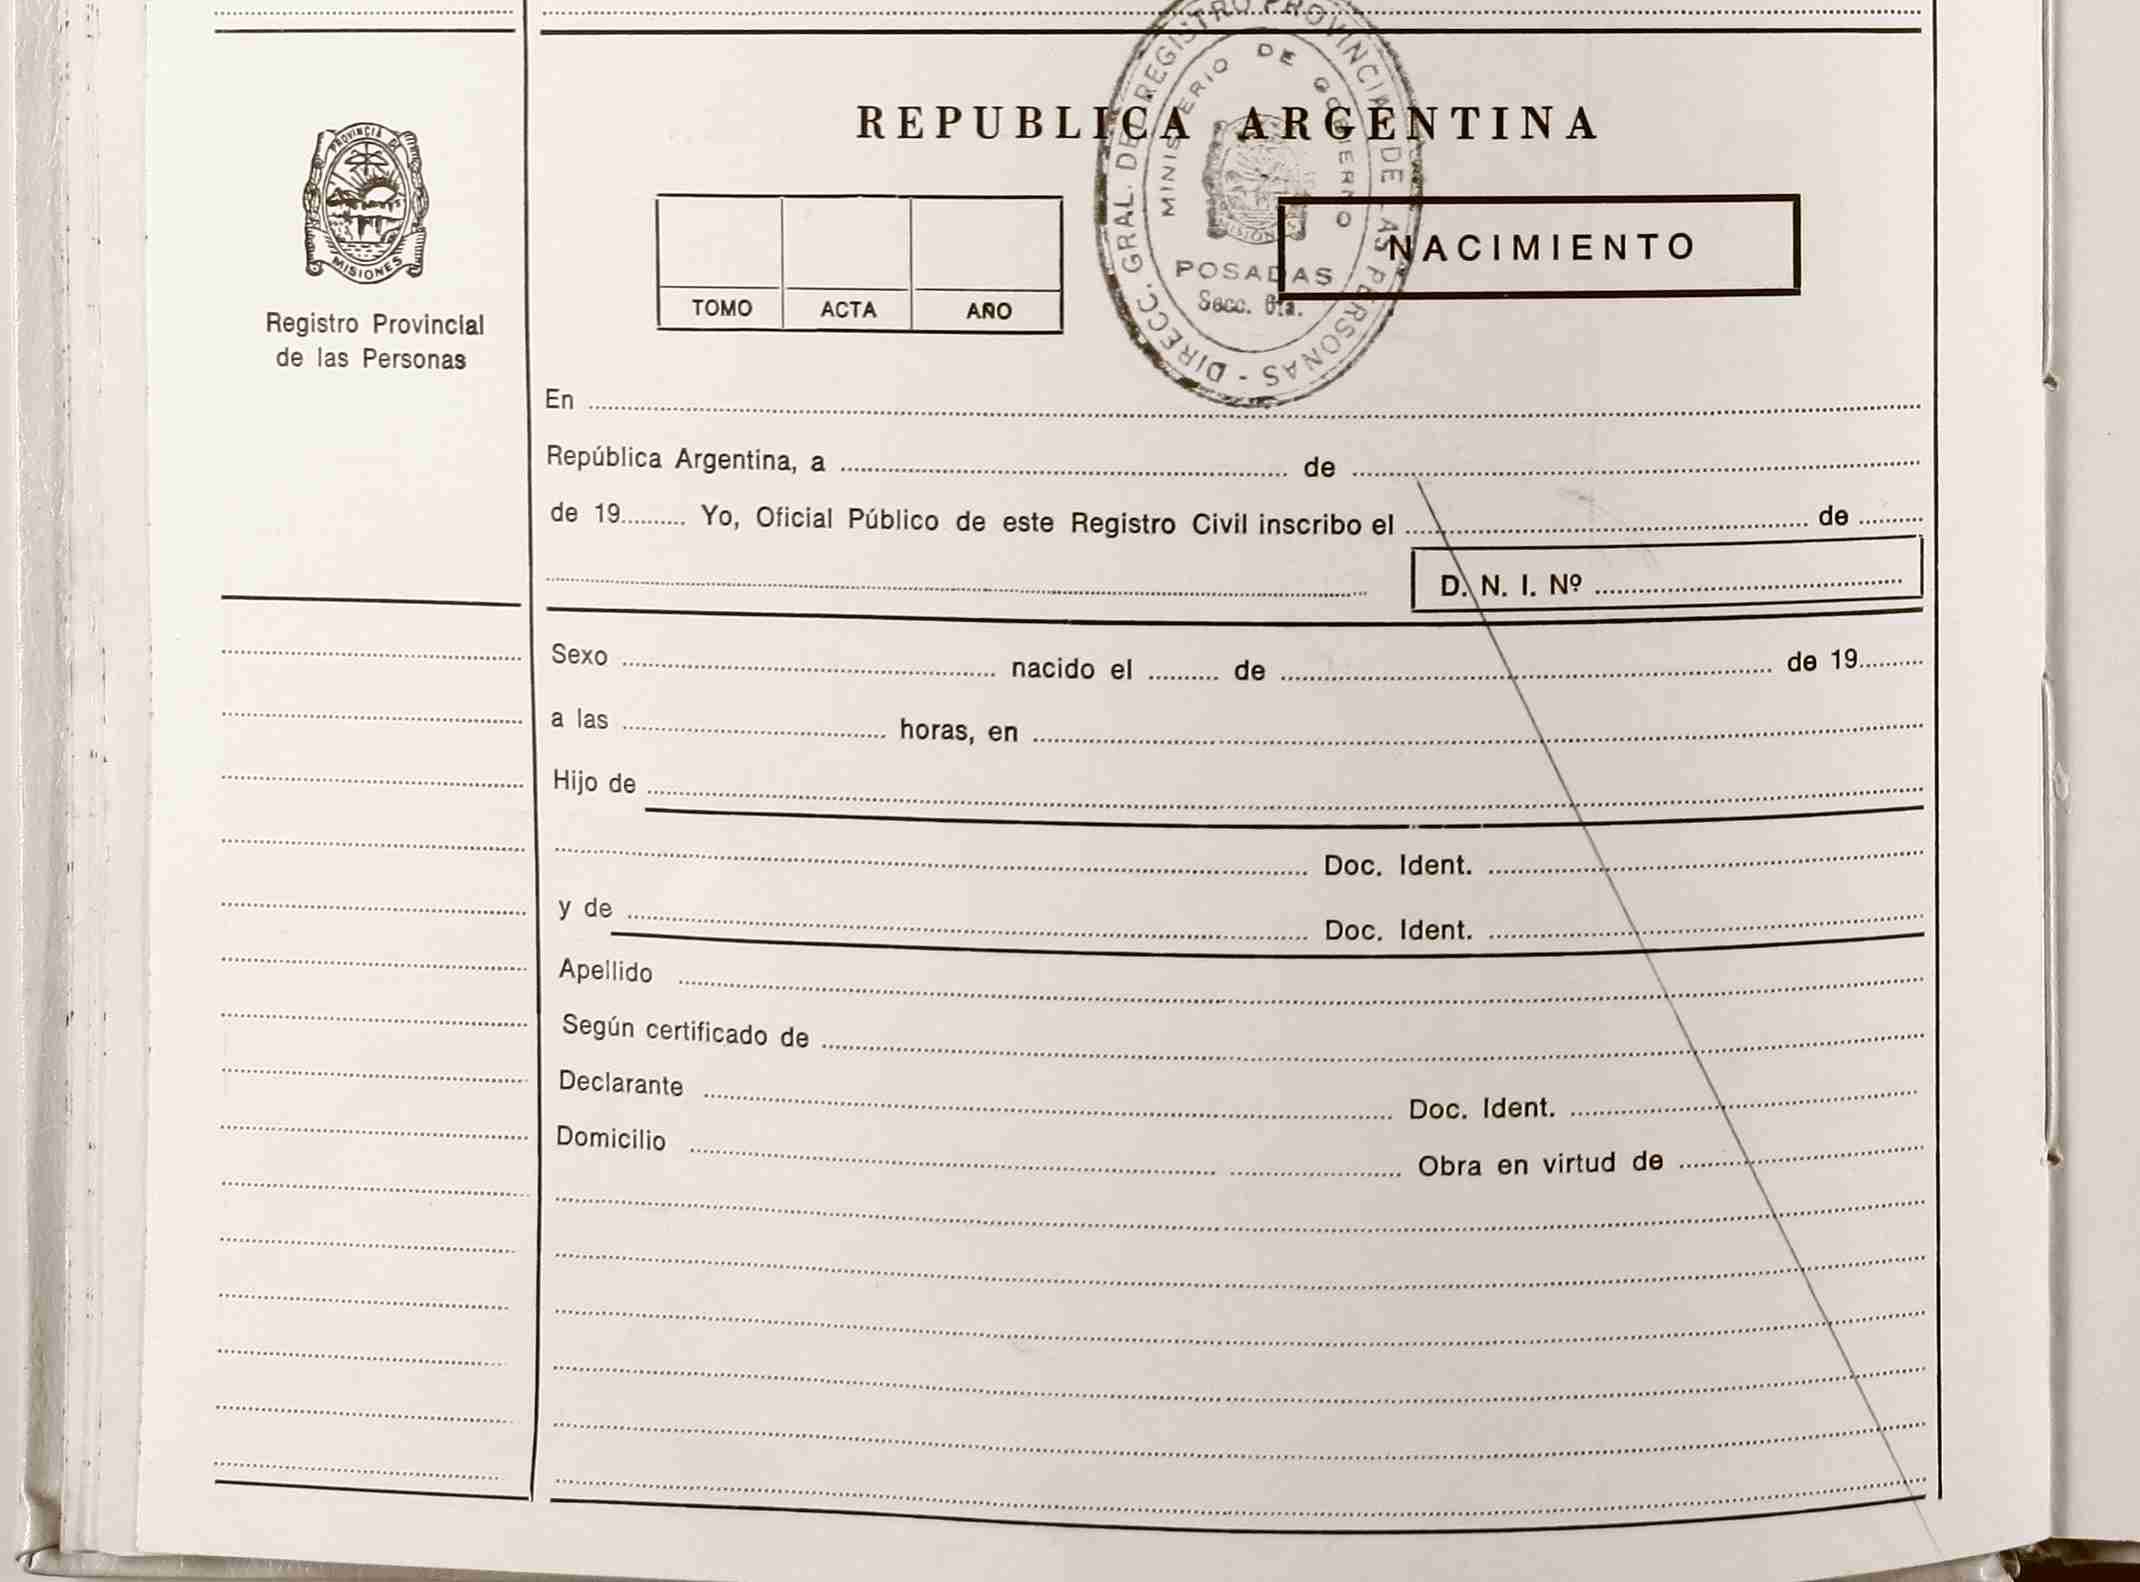 PROVINCIA DE
MISIONES
Registro Provincial
de las Personas
REPUBLICA ARGENTINA
TOMO ACTA AÑO
NACIMIENTO
DIRECC. GRAL. DEL REGISTRO PROVINCIAL DE LAS PERSONAS -
MINISTERIO DE GOBIERNO
MISIONES
POSADAS
Secc. 6ta.
En
República Argentina, a de
de 19 Yo, Oficial Público de este Registro Civil inscribo el de
D. N. I. Nº
Sexo nacido el de de 19
a las horas, en
Hijo de
Doc. Ident.
y de Doc. Ident.
Apellido
Según certificado de
Declarante Doc. Ident.
Domicilio Obra en virtud de